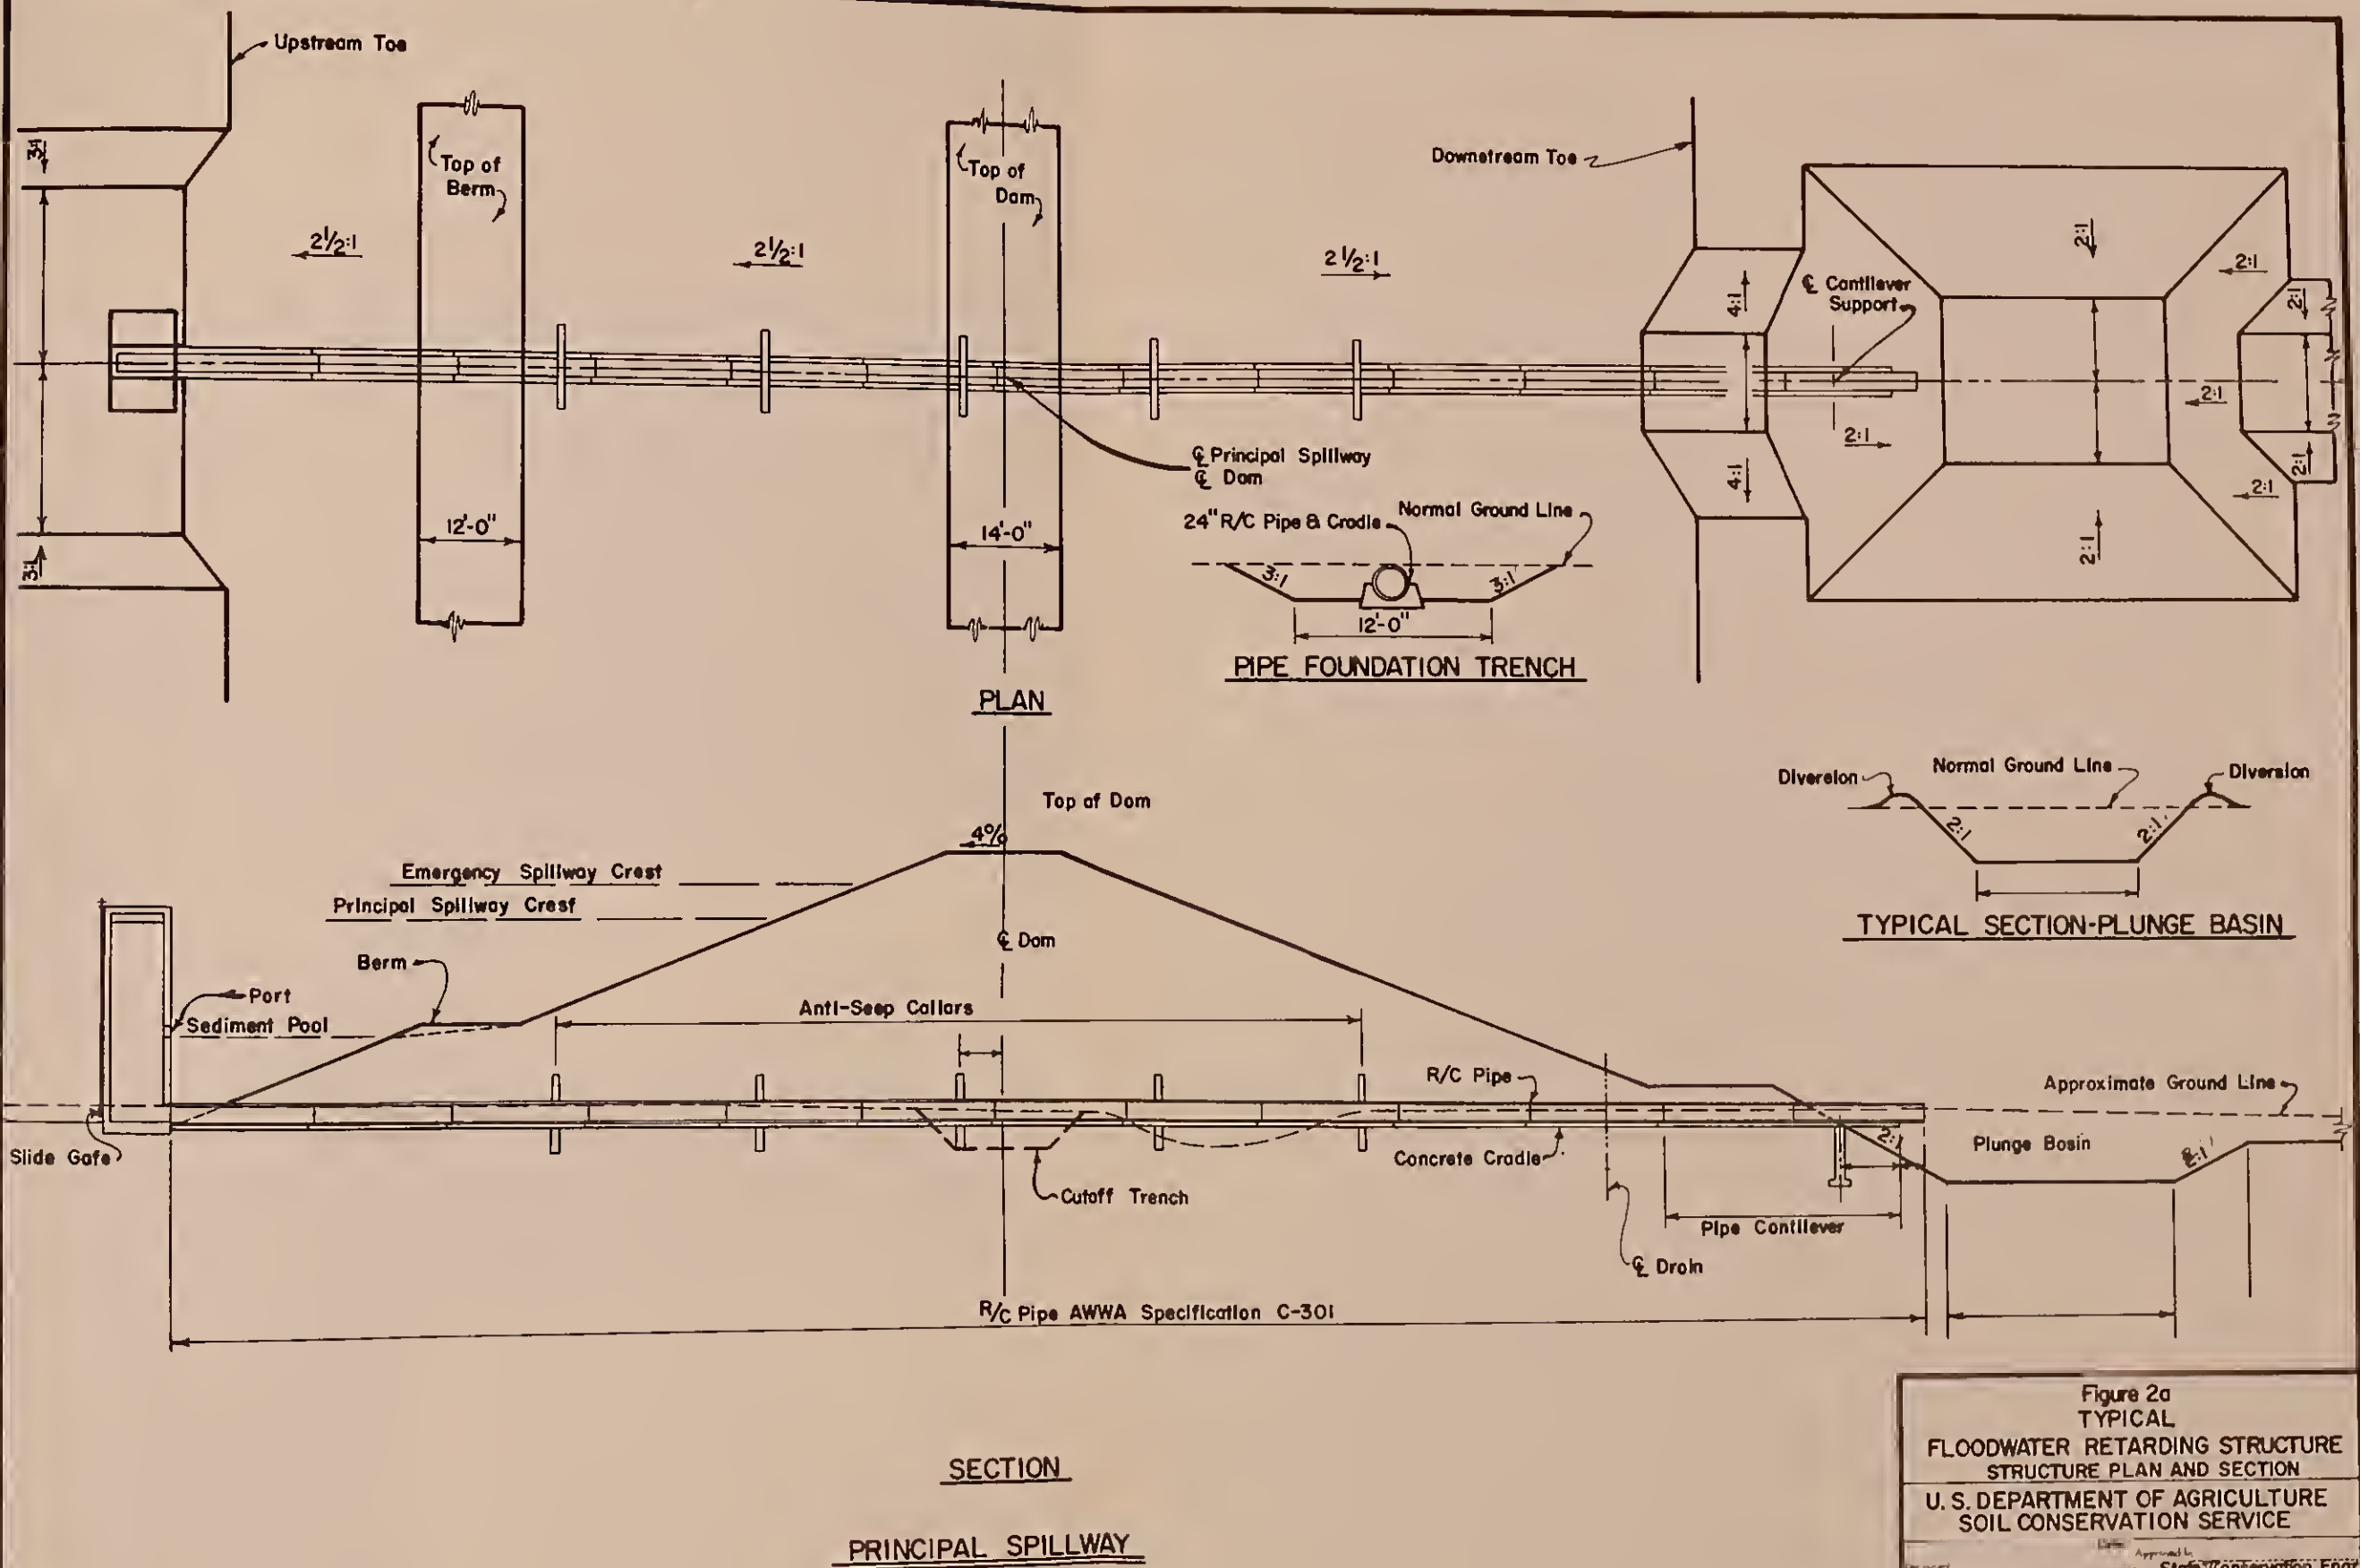 Upstream Toe
3:1
Top of
Berm
Top of
Dam
Downstream Toe
2:1
2 1/2:1
2 1/2:1
2 1/2:1
2:1
4:1
℄ Cantilever
Support
2:1
2:1
2:1
℄ Principal Spillway
℄ Dam
4:1
2:1
2:1
3:1
12'-0"
14'-0"
24" R/C Pipe & Cradle
Normal Ground Line
3:1
3:1
12'-0"
2:1
PIPE FOUNDATION TRENCH
PLAN
Top of Dam
4%
Diversion
Normal Ground Line
Diversion
2:1
2:1
TYPICAL SECTION-PLUNGE BASIN
Emergency Spillway Crest
Principal Spillway Crest
℄ Dam
Berm
Port
Sediment Pool
Anti-Seep Collars
R/C Pipe
Approximate Ground Line
Slide Gate
Concrete Cradle
2:1
Plunge Basin
2:1
Cutoff Trench
Pipe Cantilever
℄ Drain
R/C Pipe AWWA Specification C-301
SECTION
PRINCIPAL SPILLWAY
Figure 2a
TYPICAL
FLOODWATER RETARDING STRUCTURE
STRUCTURE PLAN AND SECTION
U. S. DEPARTMENT OF AGRICULTURE
SOIL CONSERVATION SERVICE
Date
Approved by